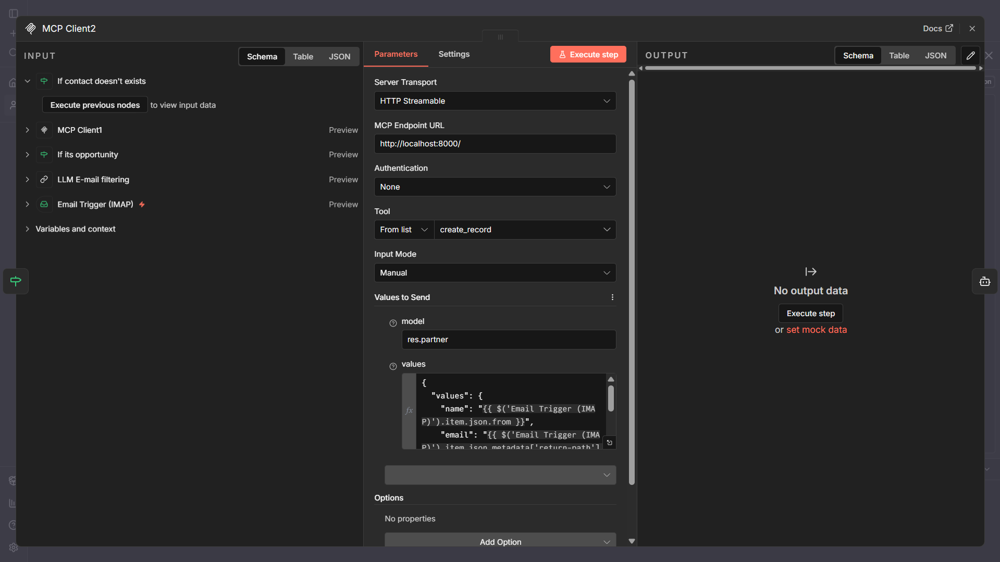 MCP Client2
Docs
INPUT
Schema
Table
JSON
If contact doesn't exists
Execute previous nodes to view input data
MCP Client1
Preview
If its opportunity
Preview
LLM E-mail filtering
Preview
Email Trigger (IMAP)
Preview
Variables and context
Parameters
Settings
Execute step
Server Transport
HTTP Streamable
MCP Endpoint URL
http://localhost:8000/
Authentication
None
Tool
From list
create_record
Input Mode
Manual
Values to Send
model
res.partner
values
fx
{
"values": {
"name": "{{ $('Email Trigger (IMA
P)').item.json.from }}",
"email": "{{ $('Email Trigger (IMA
P)').item.json.metadata['return-path']
Options
No properties
Add Option
OUTPUT
Schema
Table
JSON
No output data
Execute step
or set mock data
on